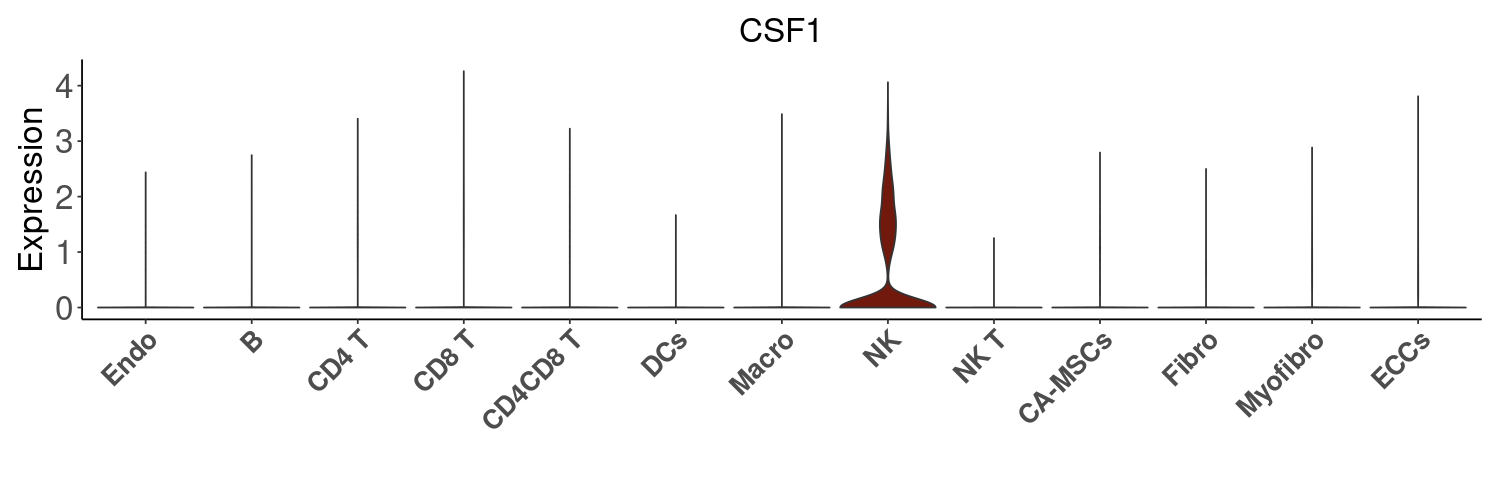 CSF1
Expression
4
3
2
1
0
Endo
B
CD4 T
CD8 T
CD4CD8 T
DCs
Macro
NK
NK T
CA-MSCs
Fibro
Myofibro
ECCs